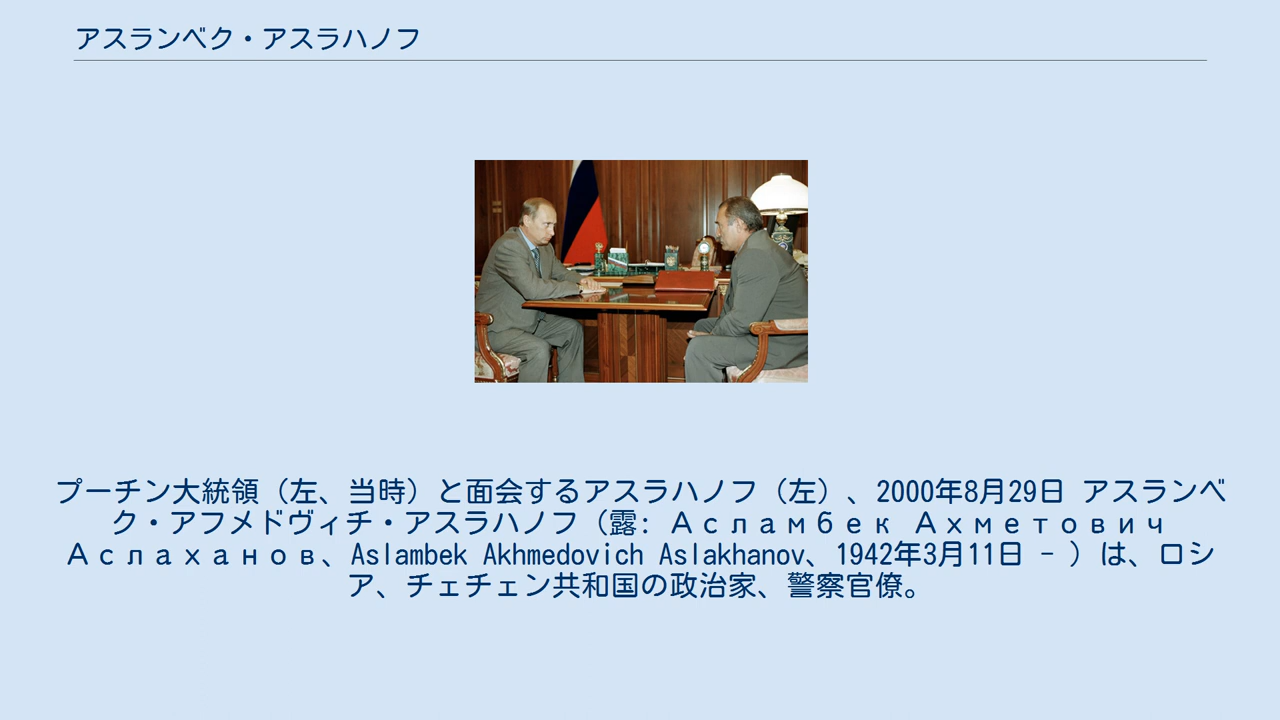 アスランベク・アスラハノフ
プーチン大統領（左、当時）と面会するアスラハノフ（左）、2000年8月29日 アスランベ
ク・アフメドヴィチ・アスラハノフ（露: Асламбек Ахметович
Аслаханов、Aslambek Akhmedovich Aslakhanov、1942年3月11日 - ）は、ロシ
ア、チェチェン共和国の政治家、警察官僚。